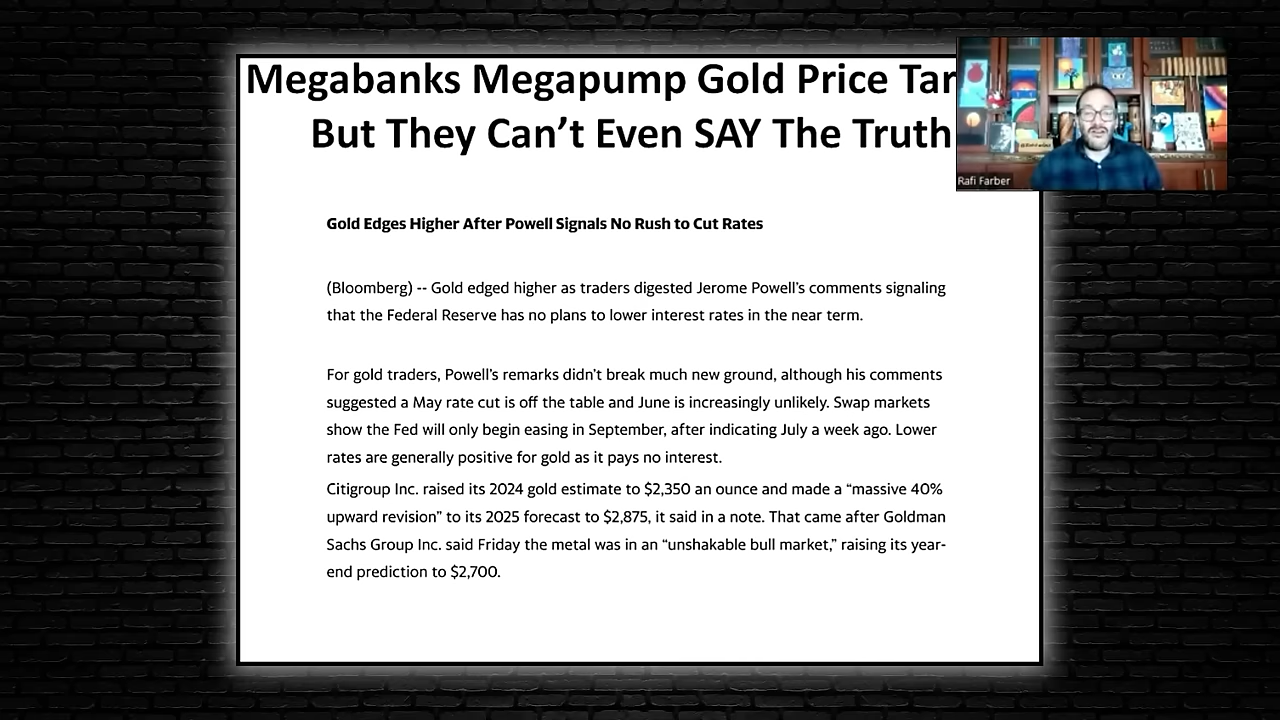 Megabanks Megapump Gold Price Tar
But They Can’t Even SAY The Truth
Rafi Farber
Gold Edges Higher After Powell Signals No Rush to Cut Rates
(Bloomberg) -- Gold edged higher as traders digested Jerome Powell’s comments signaling
that the Federal Reserve has no plans to lower interest rates in the near term.
For gold traders, Powell’s remarks didn’t break much new ground, although his comments
suggested a May rate cut is off the table and June is increasingly unlikely. Swap markets
show the Fed will only begin easing in September, after indicating July a week ago. Lower
rates are generally positive for gold as it pays no interest.
Citigroup Inc. raised its 2024 gold estimate to $2,350 an ounce and made a “massive 40%
upward revision” to its 2025 forecast to $2,875, it said in a note. That came after Goldman
Sachs Group Inc. said Friday the metal was in an “unshakable bull market,” raising its year-
end prediction to $2,700.